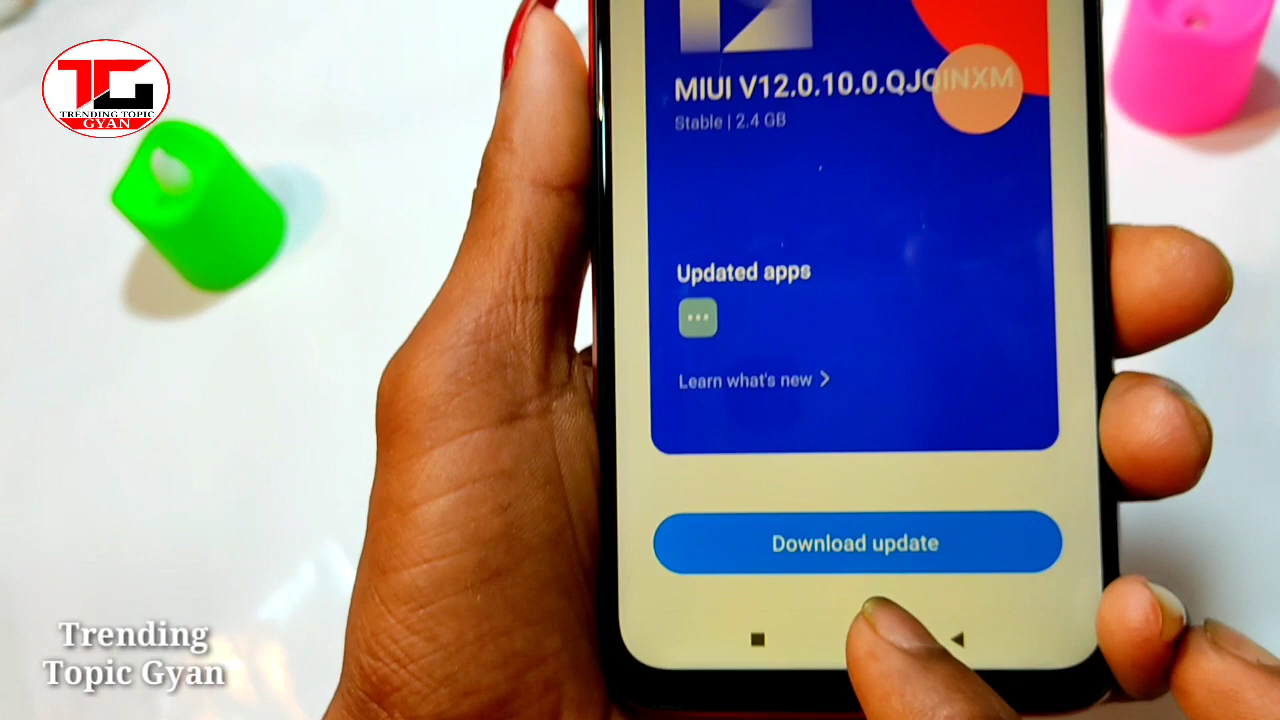 TG
TRENDING TOPIC
GYAN
MIUI V12.0.10.0.QJQINXM
Stable | 2.4 GB
Updated apps
Learn what's new
Download update
Trending
Topic Gyan